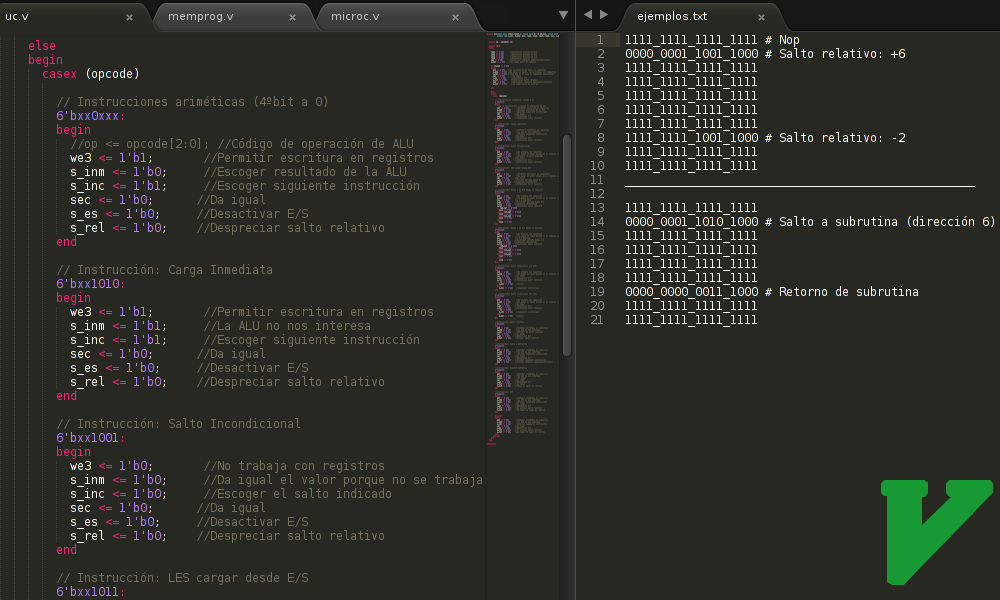 uc.v
memprog.v
microc.v
else
begin
casex (opcode)
// Instrucciones ariméticas (4ºbit a 0)
6'bxx0xxx:
begin
//op <= opcode[2:0]; //Código de operación de ALU
we3 <= 1'b1; //Permitir escritura en registros
s_inm <= 1'b0; //Escoger resultado de la ALU
s_inc <= 1'b1; //Escoger siguiente instrucción
sec <= 1'b0; //Da igual
s_es <= 1'b0; //Desactivar E/S
s_rel <= 1'b0; //Despreciar salto relativo
end
// Instrucción: Carga Inmediata
6'bxx1010:
begin
we3 <= 1'b1; //Permitir escritura en registros
s_inm <= 1'b1; //La ALU no nos interesa
s_inc <= 1'b1; //Escoger siguiente instrucción
sec <= 1'b0; //Da igual
s_es <= 1'b0; //Desactivar E/S
s_rel <= 1'b0; //Despreciar salto relativo
end
// Instrucción: Salto Incondicional
6'bxx1001:
begin
we3 <= 1'b0; //No trabaja con registros
s_inm <= 1'b0; //Da igual el valor porque no se trabaja
s_inc <= 1'b0; //Escoger el salto indicado
sec <= 1'b0; //Da igual
s_es <= 1'b0; //Desactivar E/S
s_rel <= 1'b0; //Despreciar salto relativo
end
// Instrucción: LES cargar desde E/S
6'bxx1011:
ejemplos.txt
1 1111_1111_1111_1111 # Nop
2 0000_0001_1001_1000 # Salto relativo: +6
3 1111_1111_1111_1111
4 1111_1111_1111_1111
5 1111_1111_1111_1111
6 1111_1111_1111_1111
7 1111_1111_1111_1111
8 1111_1111_1001_1000 # Salto relativo: -2
9 1111_1111_1111_1111
10 1111_1111_1111_1111
11
12
13 1111_1111_1111_1111
14 0000_0001_1010_1000 # Salto a subrutina (dirección 6)
15 1111_1111_1111_1111
16 1111_1111_1111_1111
17 1111_1111_1111_1111
18 1111_1111_1111_1111
19 0000_0000_0011_1000 # Retorno de subrutina
20 1111_1111_1111_1111
21 1111_1111_1111_1111
V